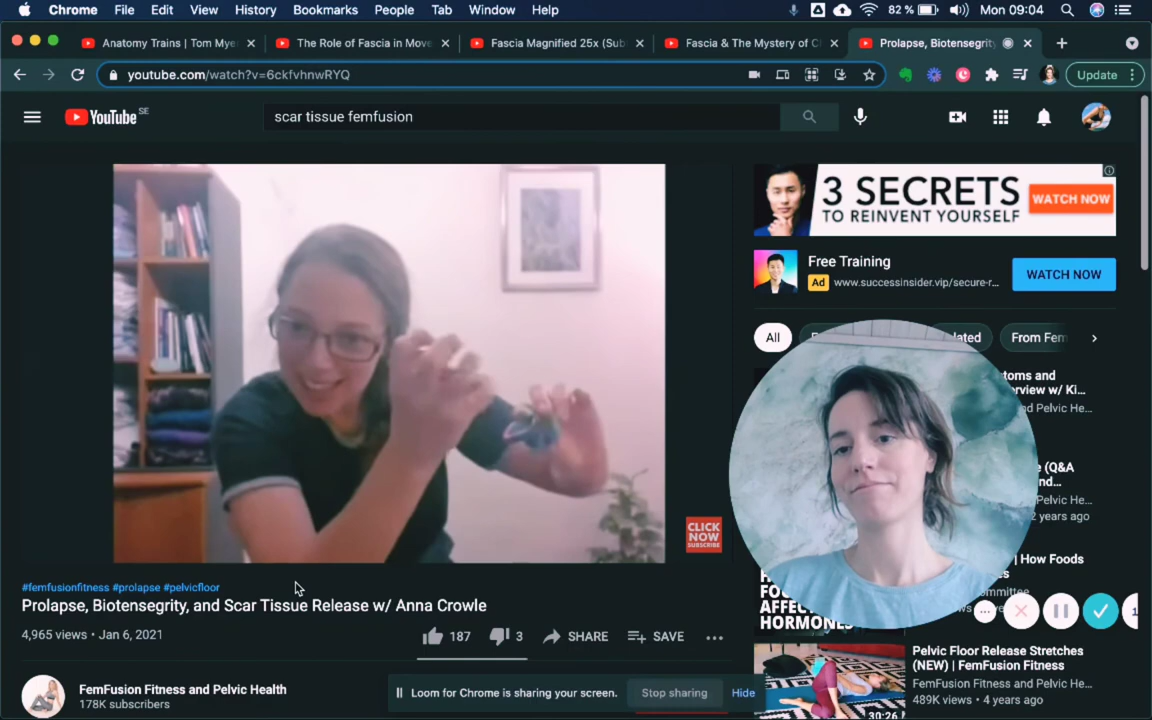 Chrome File Edit View History Bookmarks People Tab Window Help 82 % Mon 09:04
Anatomy Trains | Tom Mye
The Role of Fascia in Move
Fascia Magnified 25x (Sub
Fascia & The Mystery of C
Prolapse, Biotensegrity
youtube.com/watch?v=6ckfvhnwRYQ
Update
YouTube SE
scar tissue femfusion
3 SECRETS
TO REINVENT YOURSELF
WATCH NOW
Free Training
Ad www.successinsider.vip/secure-r...
WATCH NOW
All
lated
From Fem
toms and
erview w/ Ki...
nd Pelvic He...
e (Q&A
nd...
Pelvic He...
2 years ago
CLICK
NOW
SUBSCRIBE
| How Foods
s
mmittee
AFFEC
HORMONES
#femfusionfitness #prolapse #pelvicfloor
Prolapse, Biotensegrity, and Scar Tissue Release w/ Anna Crowle
4,965 views • Jan 6, 2021
187
3
SHARE
SAVE
FemFusion Fitness and Pelvic Health
178K subscribers
Loom for Chrome is sharing your screen.
Stop sharing
Hide
Pelvic Floor Release Stretches
(NEW) | FemFusion Fitness
FemFusion Fitness and Pelvic He...
489K views • 4 years ago
30:26